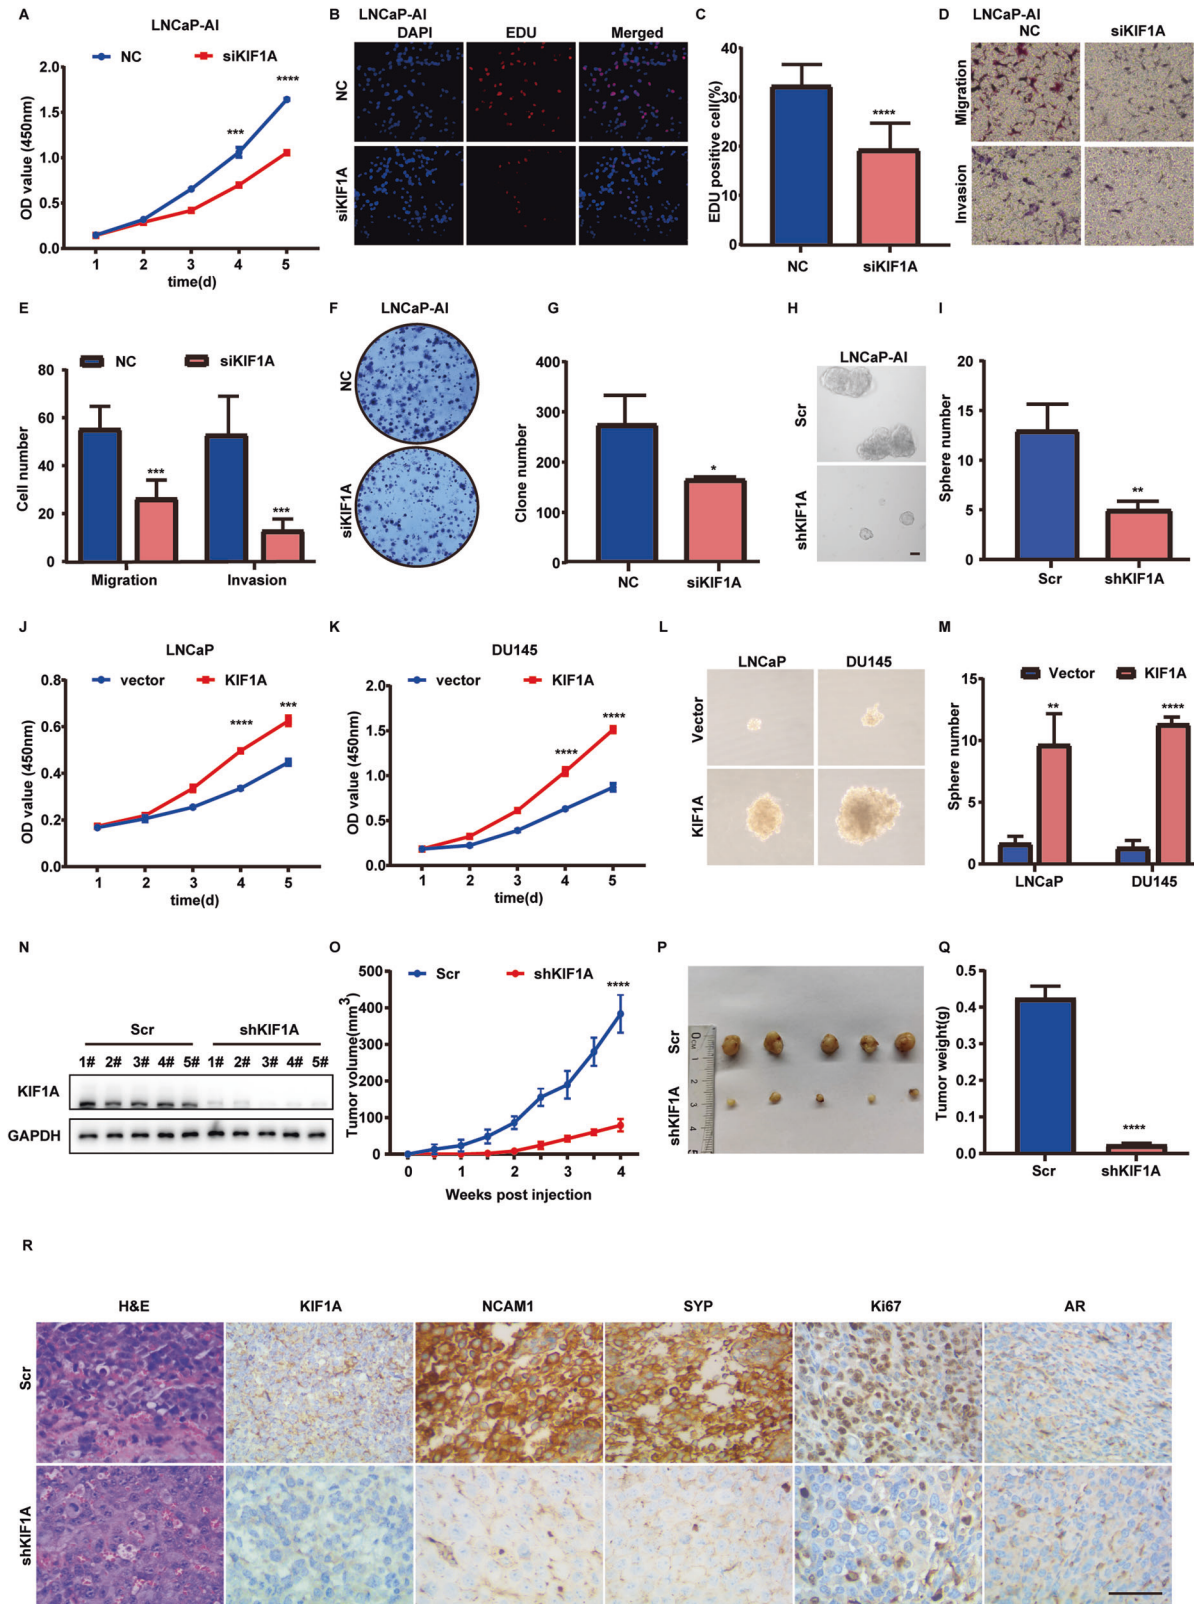 A
LNCaP-AI
NC siKIF1A
OD value (450nm)
2.0
1.5
1.0
0.5
0.0
*** ****
1 2 3 4 5
time(d)
B
LNCaP-AI
DAPI EDU Merged
NC
siKIF1A
C
EDU positive cell(%)
40
30
20
10
0
****
NC siKIF1A
D
LNCaP-AI
NC siKIF1A
Migration
Invasion
E
NC siKIF1A
Cell number
80
60
40
20
0
*** ***
Migration Invasion
F
LNCaP-AI
NC
siKIF1A
G
Clone number
400
300
200
100
0
*
NC siKIF1A
H
LNCaP-AI
Scr
shKIF1A
I
Sphere number
20
15
10
5
0
**
Scr shKIF1A
J
LNCaP
vector KIF1A
OD value (450nm)
0.8
0.6
0.4
0.2
0.0
**** ***
1 2 3 4 5
time(d)
K
DU145
vector KIF1A
OD value (450nm)
2.0
1.5
1.0
0.5
0.0
**** ****
1 2 3 4 5
time(d)
L
LNCaP DU145
Vector
KIF1A
M
Vector KIF1A
Sphere number
15
10
5
0
** ****
LNCaP DU145
N
Scr shKIF1A
1# 2# 3# 4# 5# 1# 2# 3# 4# 5#
KIF1A
GAPDH
O
Scr shKIF1A
Tumor volume(mm3)
500
400
300
200
100
0
****
0 1 2 3 4
Weeks post injection
P
Scr
shKIF1A
0 CM
1
2
3
4
5
Q
Tumor weight(g)
0.5
0.4
0.3
0.2
0.1
0.0
****
Scr shKIF1A
R
H&E KIF1A NCAM1 SYP Ki67 AR
Scr
shKIF1A